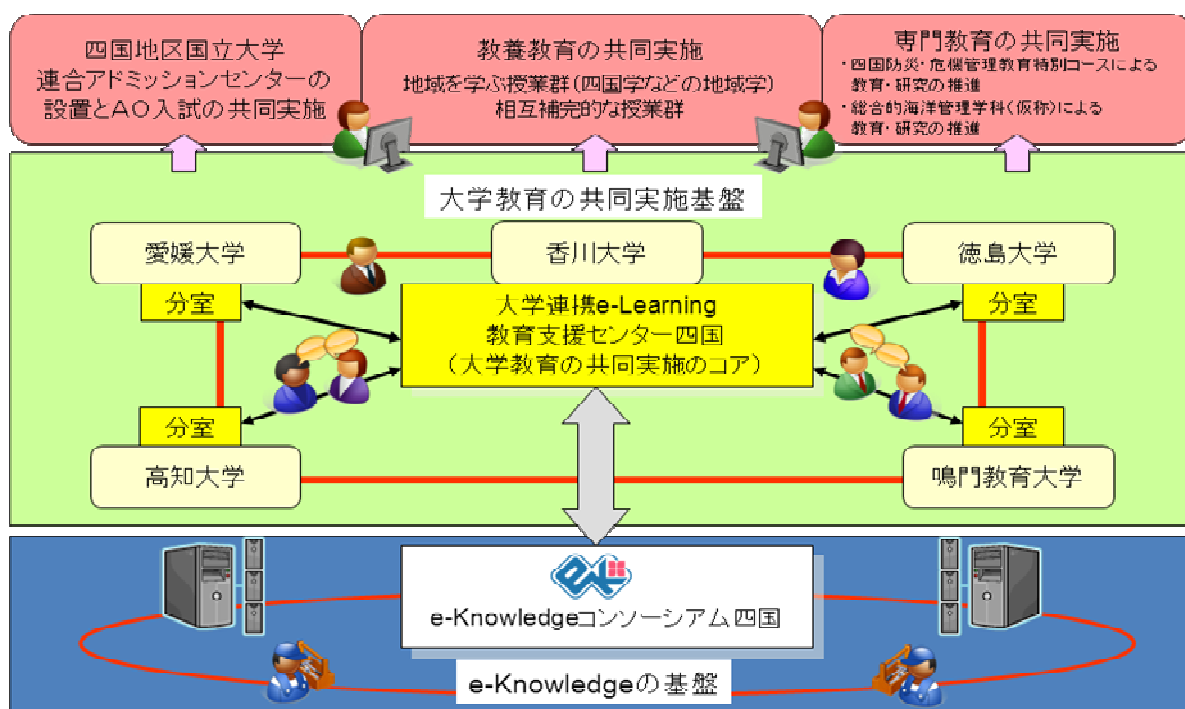 四国地区国立大学
連合アドミッションセンターの
設置とAO入試の共同実施
教養教育の共同実施
地域を学ぶ授業群(四国学などの地域学)
相互補完的な授業群
専門教育の共同実施
・四国防災・危機管理教育特別コースによる
教育・研究の推進
・総合的海洋管理学科(仮称)による
教育・研究の推進
大学教育の共同実施基盤
愛媛大学
香川大学
徳島大学
分室
大学連携e-Learning
教育支援センター四国
(大学教育の共同実施のコア)
分室
分室
高知大学
分室
鳴門教育大学
e-Knowledgeコンソーシアム四国
e-Knowledgeの基盤